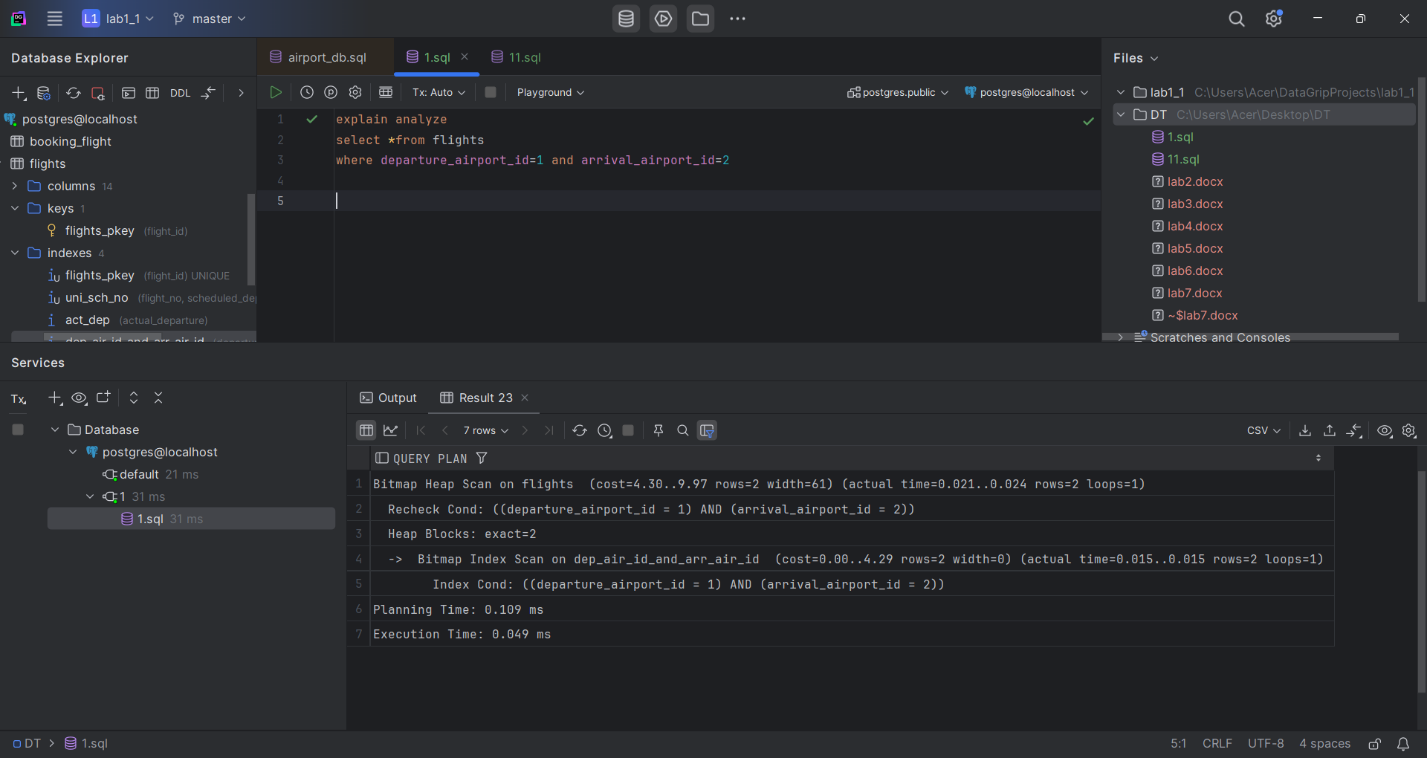 L1 lab1_1 master
Database Explorer
airport_db.sql 1.sql 11.sql
Files
DDL
Tx: Auto Playground postgres.public postgres@localhost
postgres@localhost
booking_flight
flights
columns 14
keys 1
flights_pkey (flight_id)
indexes 4
flights_pkey (flight_id) UNIQUE
uni_sch_no (flight_no, scheduled_de
act_dep (actual_departure)
dep_air_id_and_arr_air_id
1 explain analyze
2 select *from flights
3 where departure_airport_id=1 and arrival_airport_id=2
4
5
lab1_1 C:\Users\Acer\DataGripProjects\lab1_1
DT C:\Users\Acer\Desktop\DT
1.sql
11.sql
lab2.docx
lab3.docx
lab4.docx
lab5.docx
lab6.docx
lab7.docx
~$lab7.docx
Scratches and Consoles
Services
Tx
Database
postgres@localhost
default 21 ms
1 31 ms
1.sql 31 ms
Output Result 23
7 rows CSV
QUERY PLAN
1 Bitmap Heap Scan on flights (cost=4.30..9.97 rows=2 width=61) (actual time=0.021..0.024 rows=2 loops=1)
2 Recheck Cond: ((departure_airport_id = 1) AND (arrival_airport_id = 2))
3 Heap Blocks: exact=2
4 -> Bitmap Index Scan on dep_air_id_and_arr_air_id (cost=0.00..4.29 rows=2 width=0) (actual time=0.015..0.015 rows=2 loops=1)
5 Index Cond: ((departure_airport_id = 1) AND (arrival_airport_id = 2))
6 Planning Time: 0.109 ms
7 Execution Time: 0.049 ms
DT > 1.sql
5:1 CRLF UTF-8 4 spaces